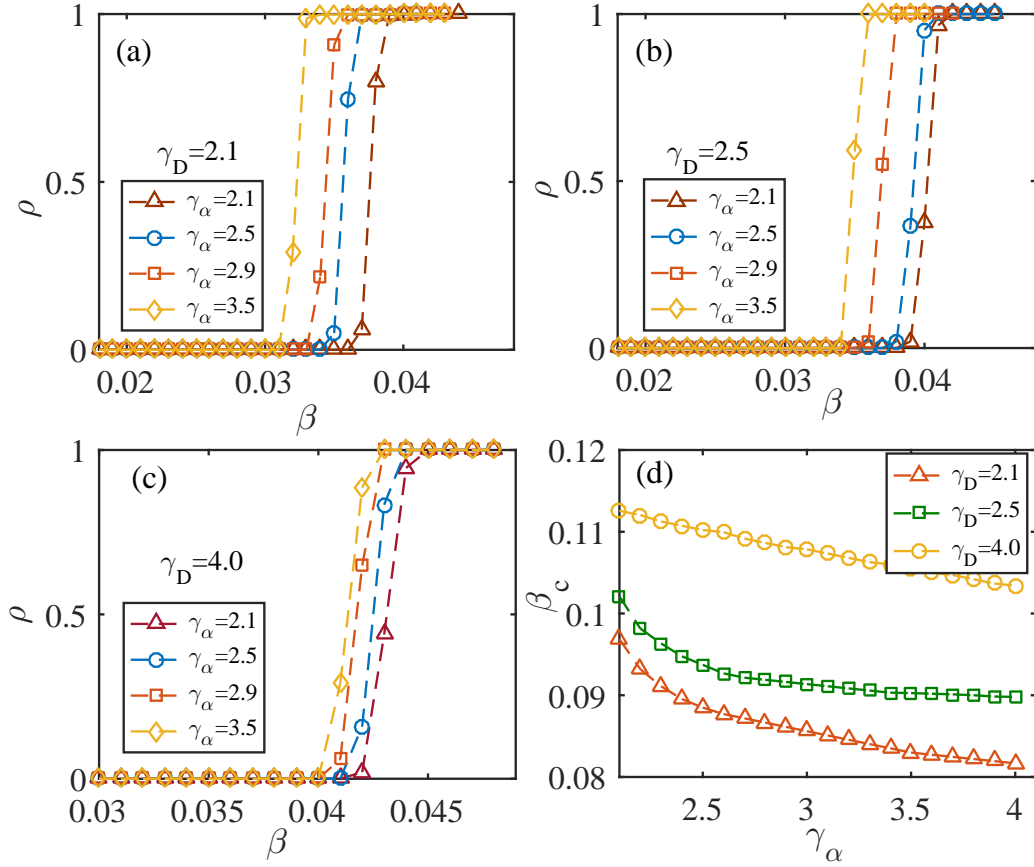 (a)
1
0.5
0
ρ
γD=2.1
γα=2.1
γα=2.5
γα=2.9
γα=3.5
0.02
0.03
0.04
β
(b)
1
0.5
0
ρ
γD=2.5
γα=2.1
γα=2.5
γα=2.9
γα=3.5
0.02
0.03
0.04
β
(c)
1
0.5
0
ρ
γD=4.0
γα=2.1
γα=2.5
γα=2.9
γα=3.5
0.03
0.035
0.04
0.045
β
(d)
0.12
0.11
0.1
0.09
0.08
βc
γD=2.1
γD=2.5
γD=4.0
2.5
3
3.5
4
γα